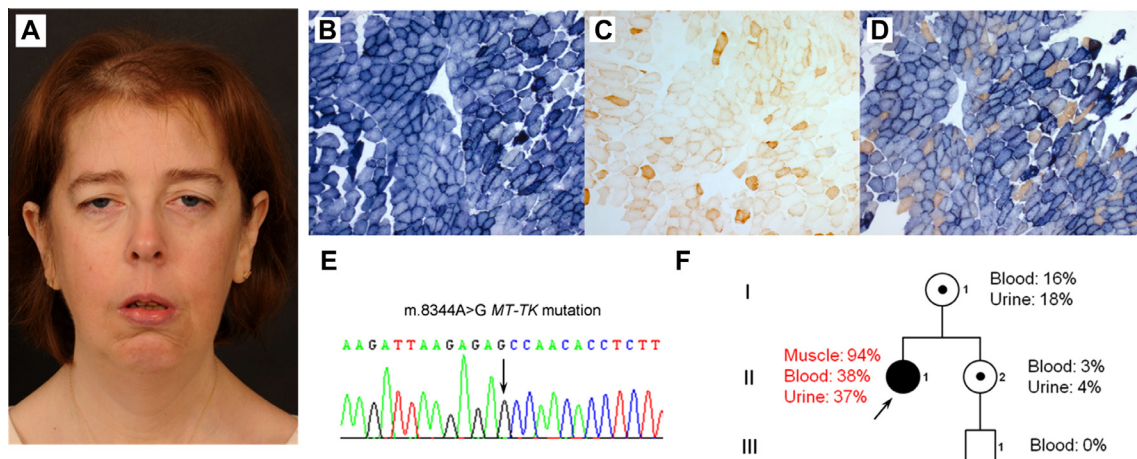 A
B
C
D
E
m.8344A>G MT-TK mutation
AAGATTAAGAGAGCCAACACCTCTT
F
I
1
Blood: 16%
Urine: 18%
II
Muscle: 94%
Blood: 38%
Urine: 37%
1
2
Blood: 3%
Urine: 4%
III
1
Blood: 0%